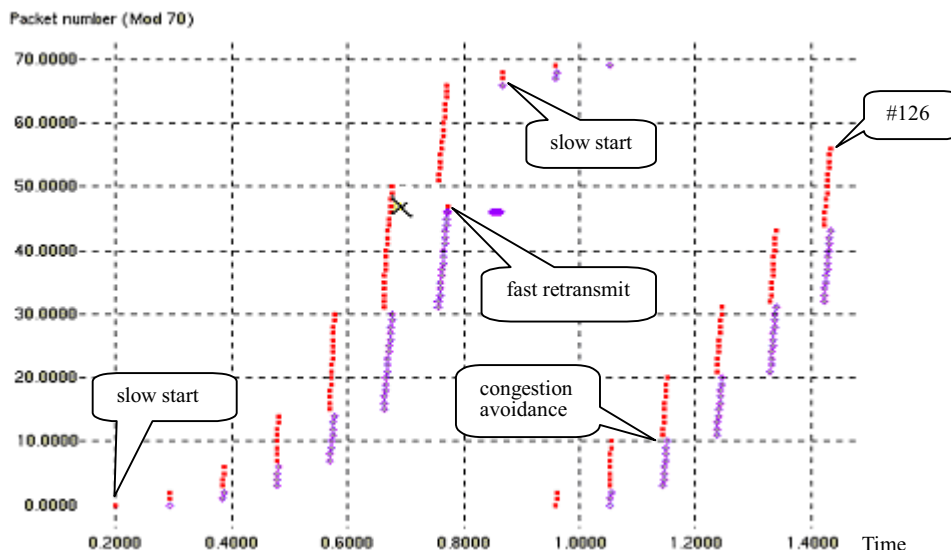 Packet number (Mod 70)
70.0000
60.0000
50.0000
40.0000
30.0000
20.0000
10.0000
0.0000
slow start
#126
fast retransmit
slow start
congestion
avoidance
0.2000 0.4000 0.6000 0.8000 1.0000 1.2000 1.4000 Time